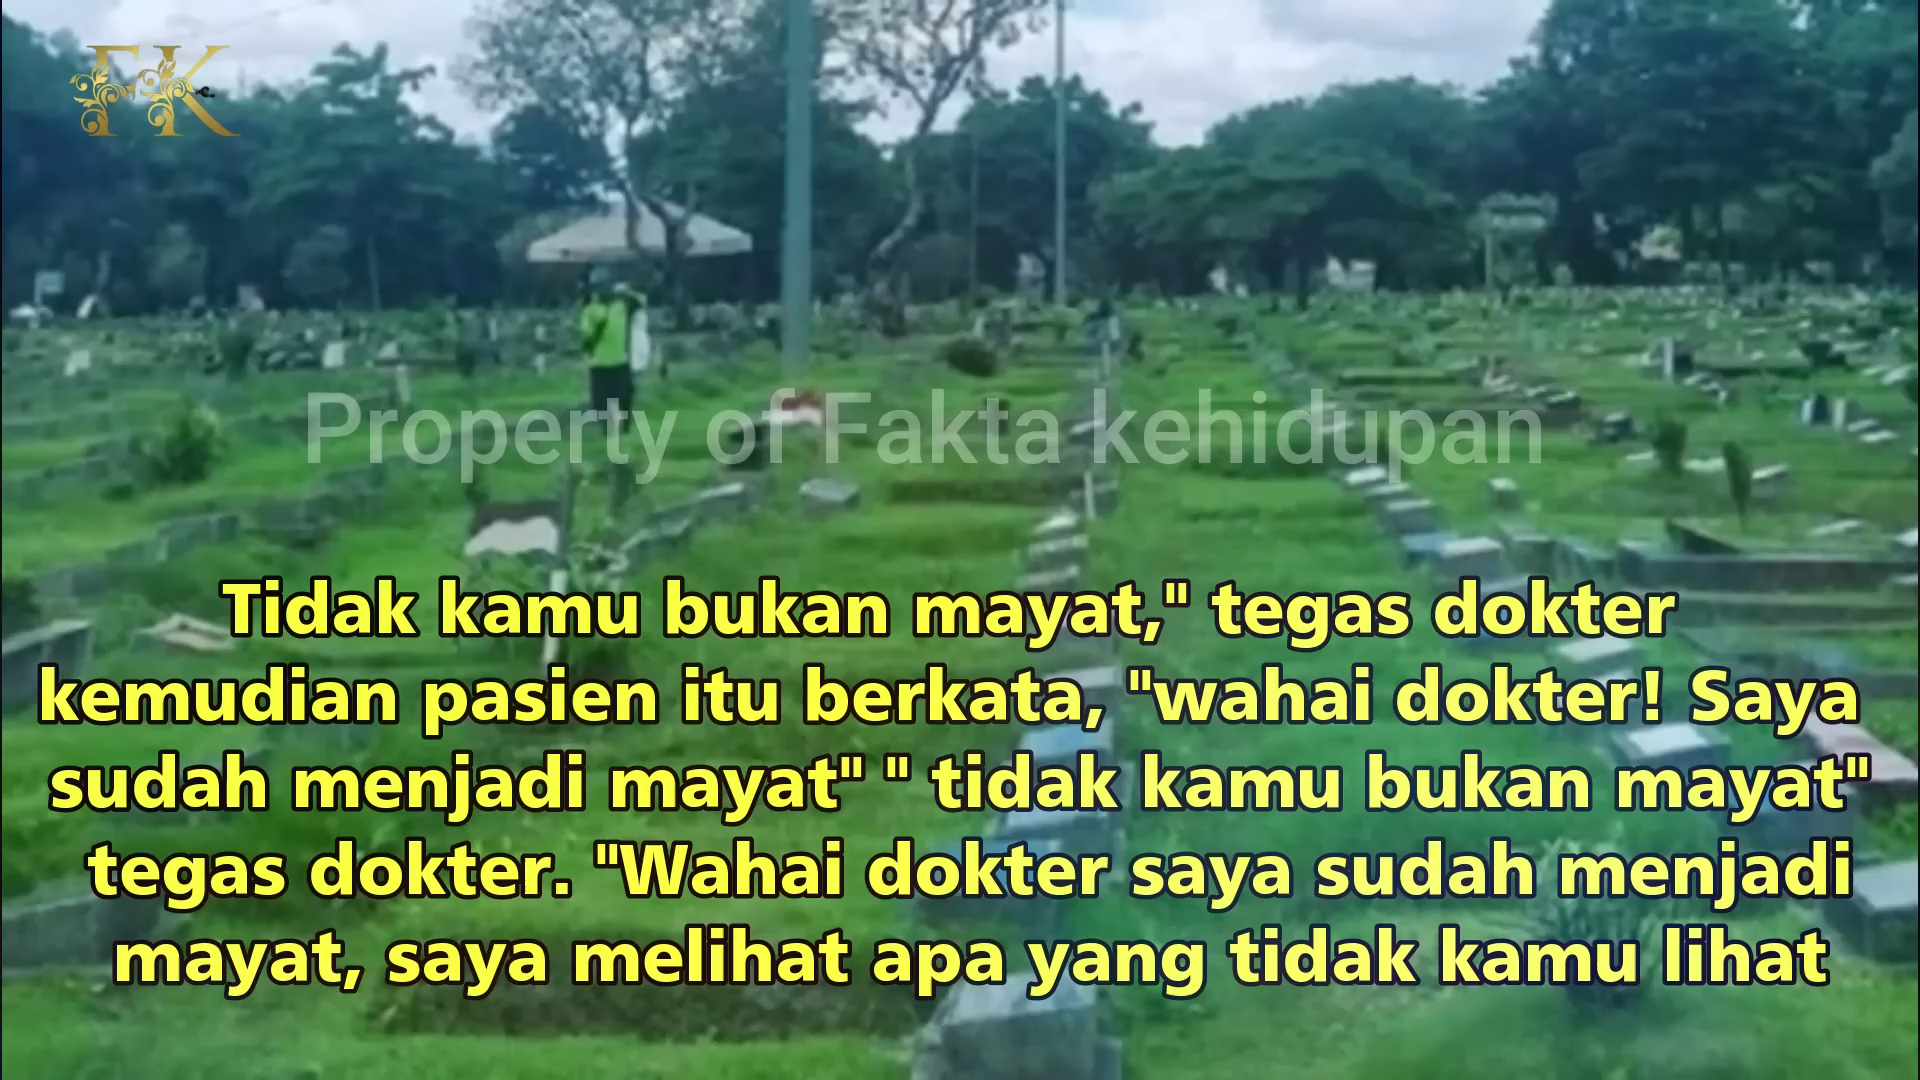 FK
Property of Fakta kehidupan
Tidak kamu bukan mayat," tegas dokter
kemudian pasien itu berkata, "wahai dokter! Saya
sudah menjadi mayat" " tidak kamu bukan mayat"
tegas dokter. "Wahai dokter saya sudah menjadi
mayat, saya melihat apa yang tidak kamu lihat